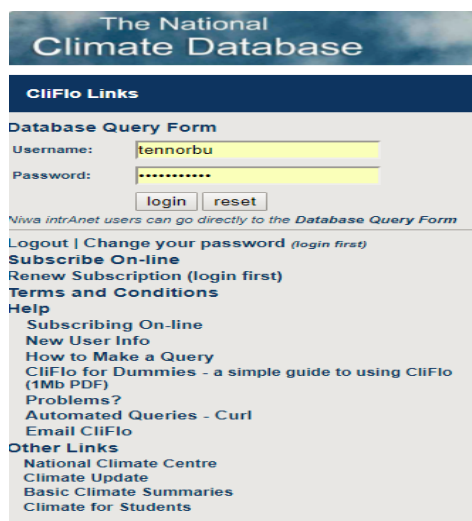 The National
Climate Database
CliFlo Links
Database Query Form
Username: tennorbu
Password: •••••••••••
login reset
Niwa intrAnet users can go directly to the Database Query Form
Logout | Change your password (login first)
Subscribe On-line
Renew Subscription (login first)
Terms and Conditions
Help
Subscribing On-line
New User Info
How to Make a Query
CliFlo for Dummies - a simple guide to using CliFlo
(1Mb PDF)
Problems?
Automated Queries - Curl
Email CliFlo
Other Links
National Climate Centre
Climate Update
Basic Climate Summaries
Climate for Students